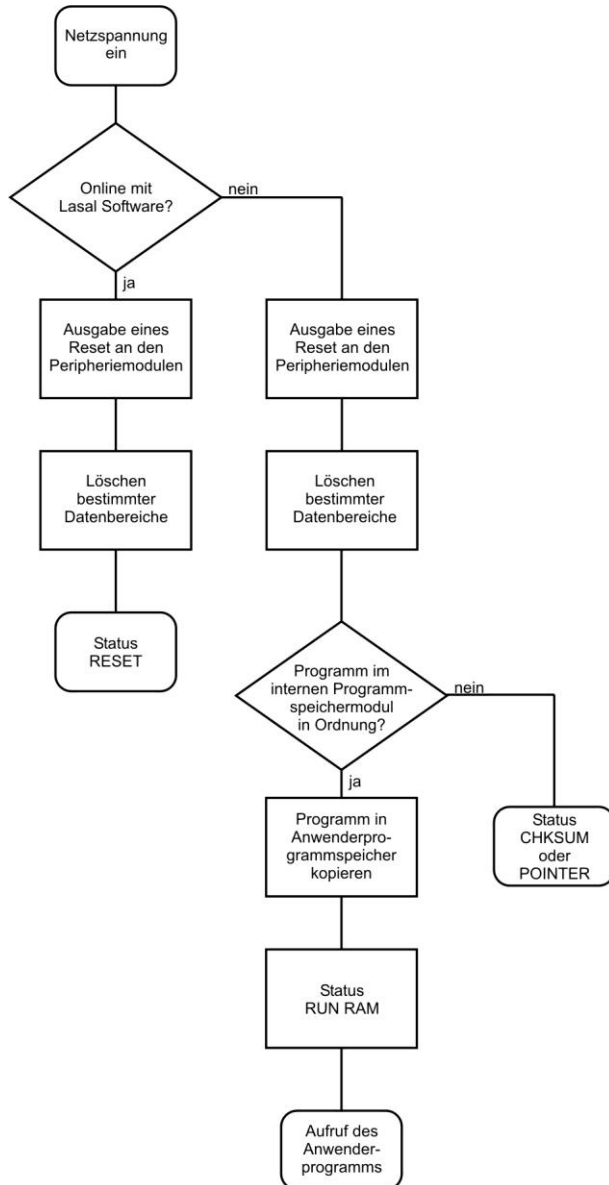 Netzspannung
ein
Online mit
Lasal Software?
nein
ja
Ausgabe eines
Reset an den
Peripheriemodulen
Ausgabe eines
Reset an den
Peripheriemodulen
Löschen
bestimmter
Datenbereiche
Löschen
bestimmter
Datenbereiche
Status
RESET
Programm im
internen Programm-
speichermodul
in Ordnung?
nein
ja
Programm in
Anwenderpro-
grammspeicher
kopieren
Status
CHKSUM
oder
POINTER
Status
RUN RAM
Aufruf des
Anwender-
programms